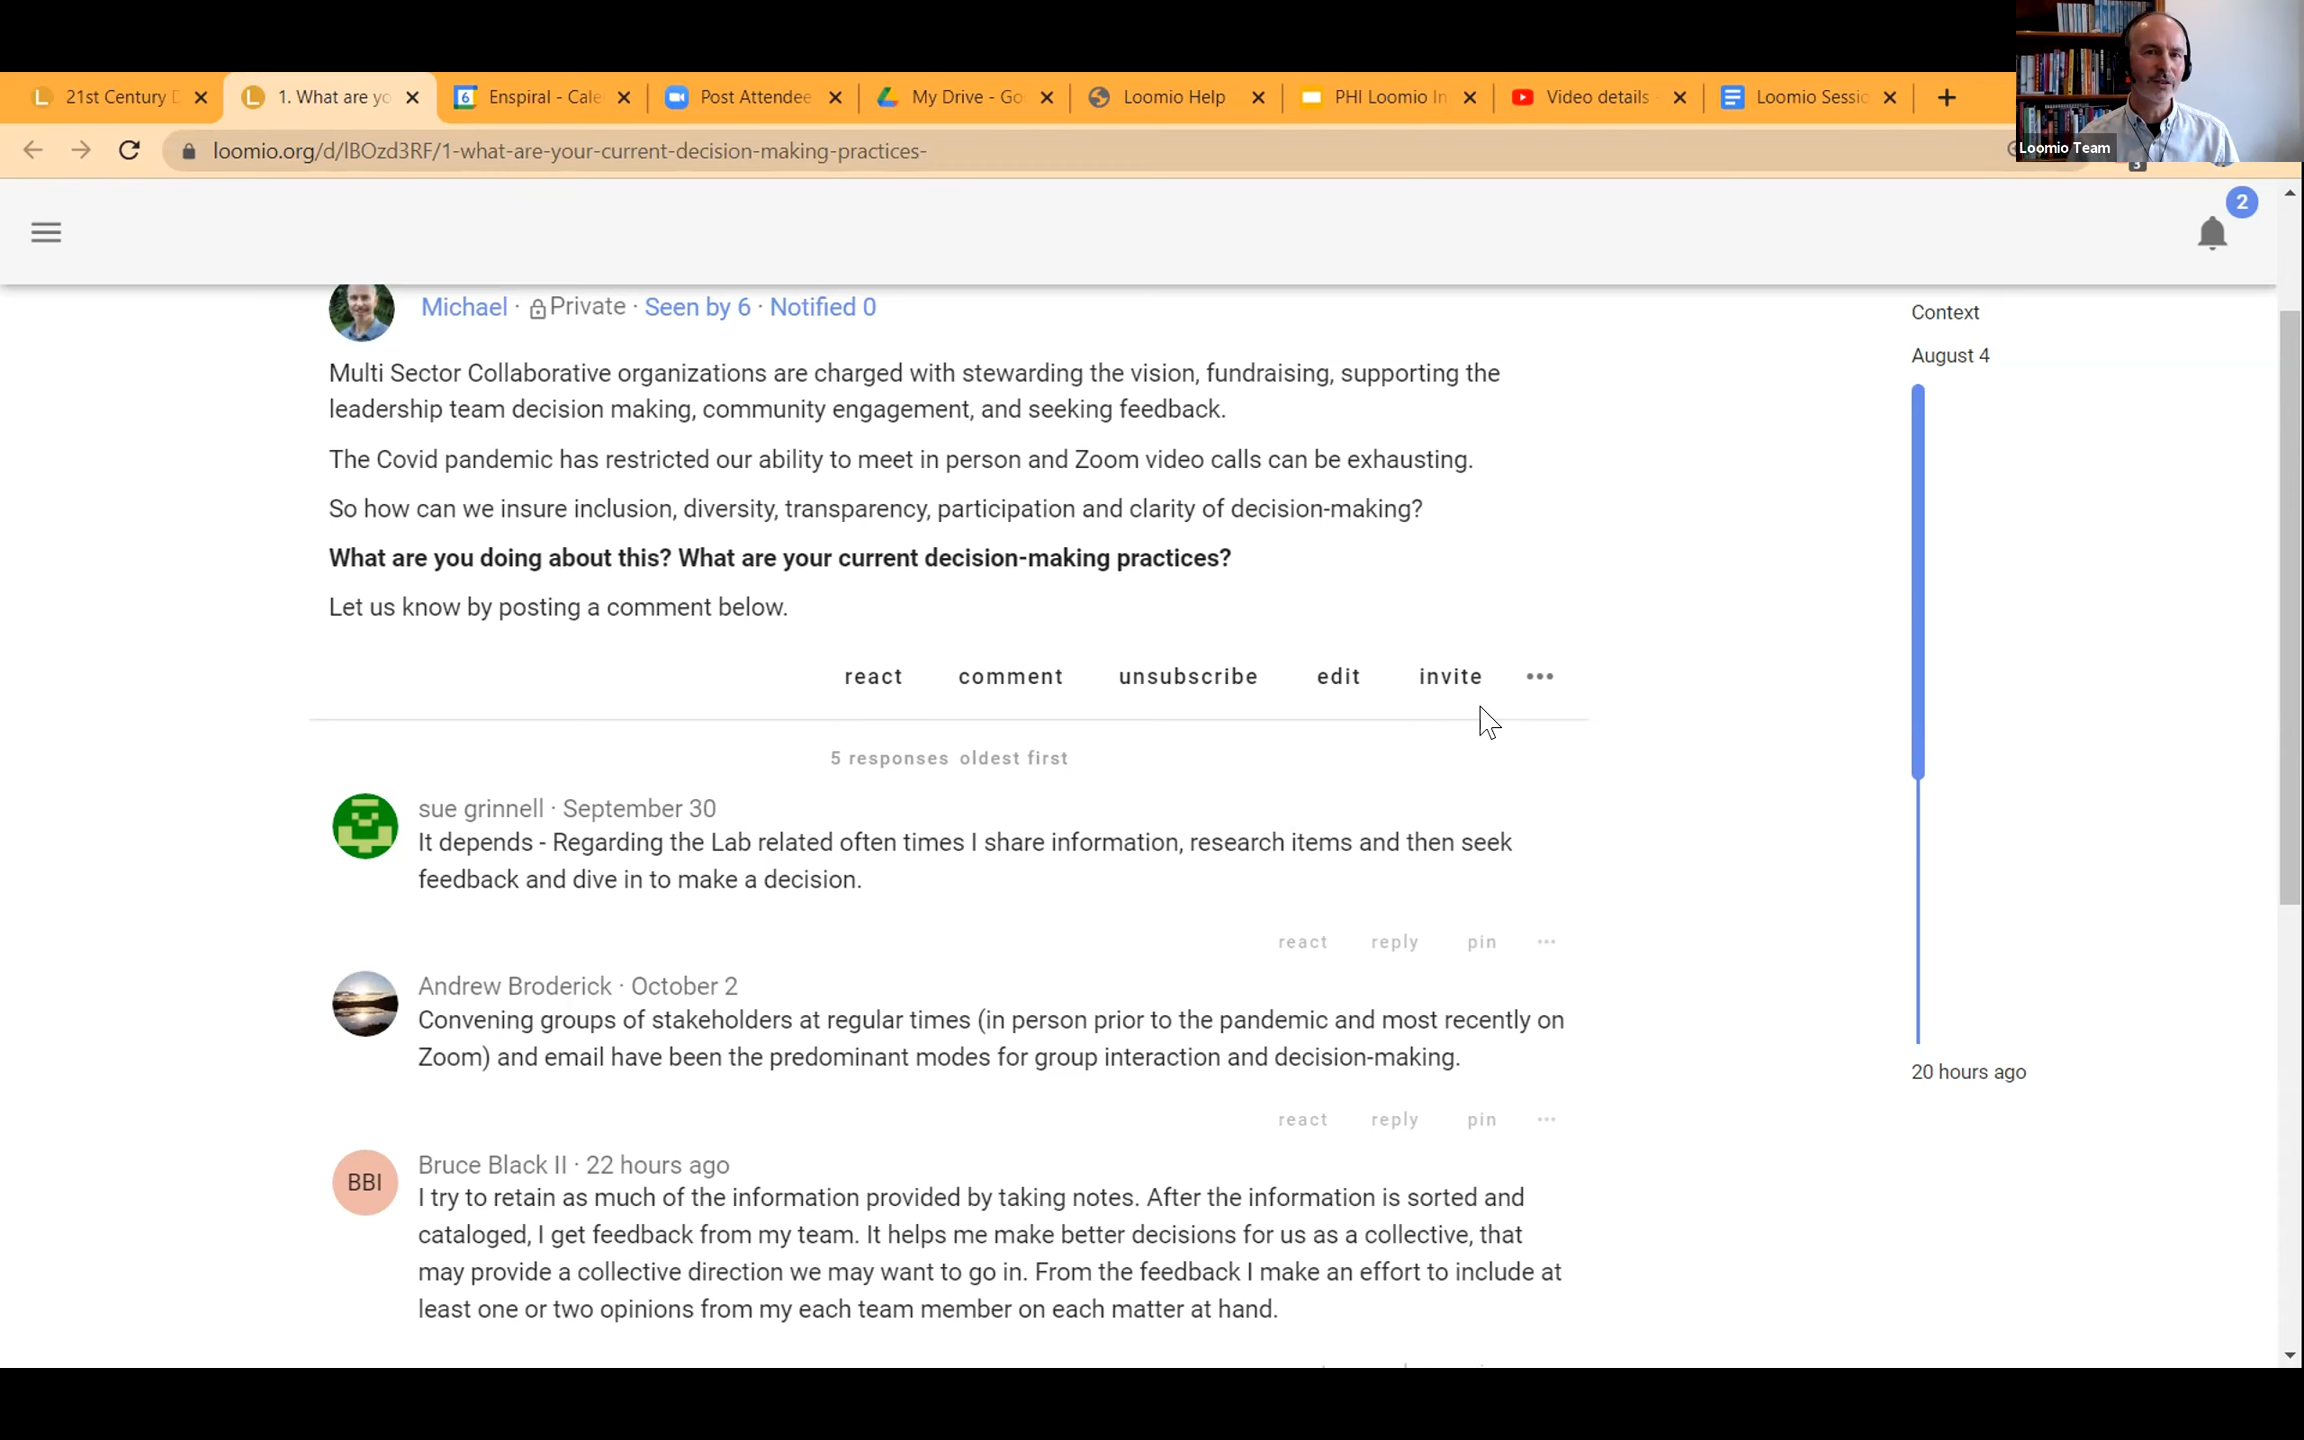 21st Century D
1. What are yo
6 Enspiral - Cale
Post Attendee
My Drive - Go
Loomio Help
PHI Loomio In
Video details
Loomio Sessio
loomio.org/d/lBOzd3RF/1-what-are-your-current-decision-making-practices-
Loomio Team
3
2
Michael · Private · Seen by 6 · Notified 0
Multi Sector Collaborative organizations are charged with stewarding the vision, fundraising, supporting the
leadership team decision making, community engagement, and seeking feedback.
The Covid pandemic has restricted our ability to meet in person and Zoom video calls can be exhausting.
So how can we insure inclusion, diversity, transparency, participation and clarity of decision-making?
What are you doing about this? What are your current decision-making practices?
Let us know by posting a comment below.
react comment unsubscribe edit invite
5 responses oldest first
sue grinnell · September 30
It depends - Regarding the Lab related often times I share information, research items and then seek
feedback and dive in to make a decision.
react reply pin
Andrew Broderick · October 2
Convening groups of stakeholders at regular times (in person prior to the pandemic and most recently on
Zoom) and email have been the predominant modes for group interaction and decision-making.
react reply pin
BBI
Bruce Black II · 22 hours ago
I try to retain as much of the information provided by taking notes. After the information is sorted and
cataloged, I get feedback from my team. It helps me make better decisions for us as a collective, that
may provide a collective direction we may want to go in. From the feedback I make an effort to include at
least one or two opinions from my each team member on each matter at hand.
Context
August 4
20 hours ago